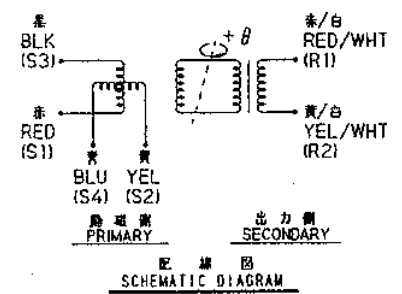 黒
BLK
(S3)
赤
RED
(S1)
青
BLU
(S4)
黄
YEL
(S2)
+θ
赤/白
RED/WHT
(R1)
黄/白
YEL/WHT
(R2)
励磁側
PRIMARY
出力側
SECONDARY
配線図
SCHEMATIC DIAGRAM